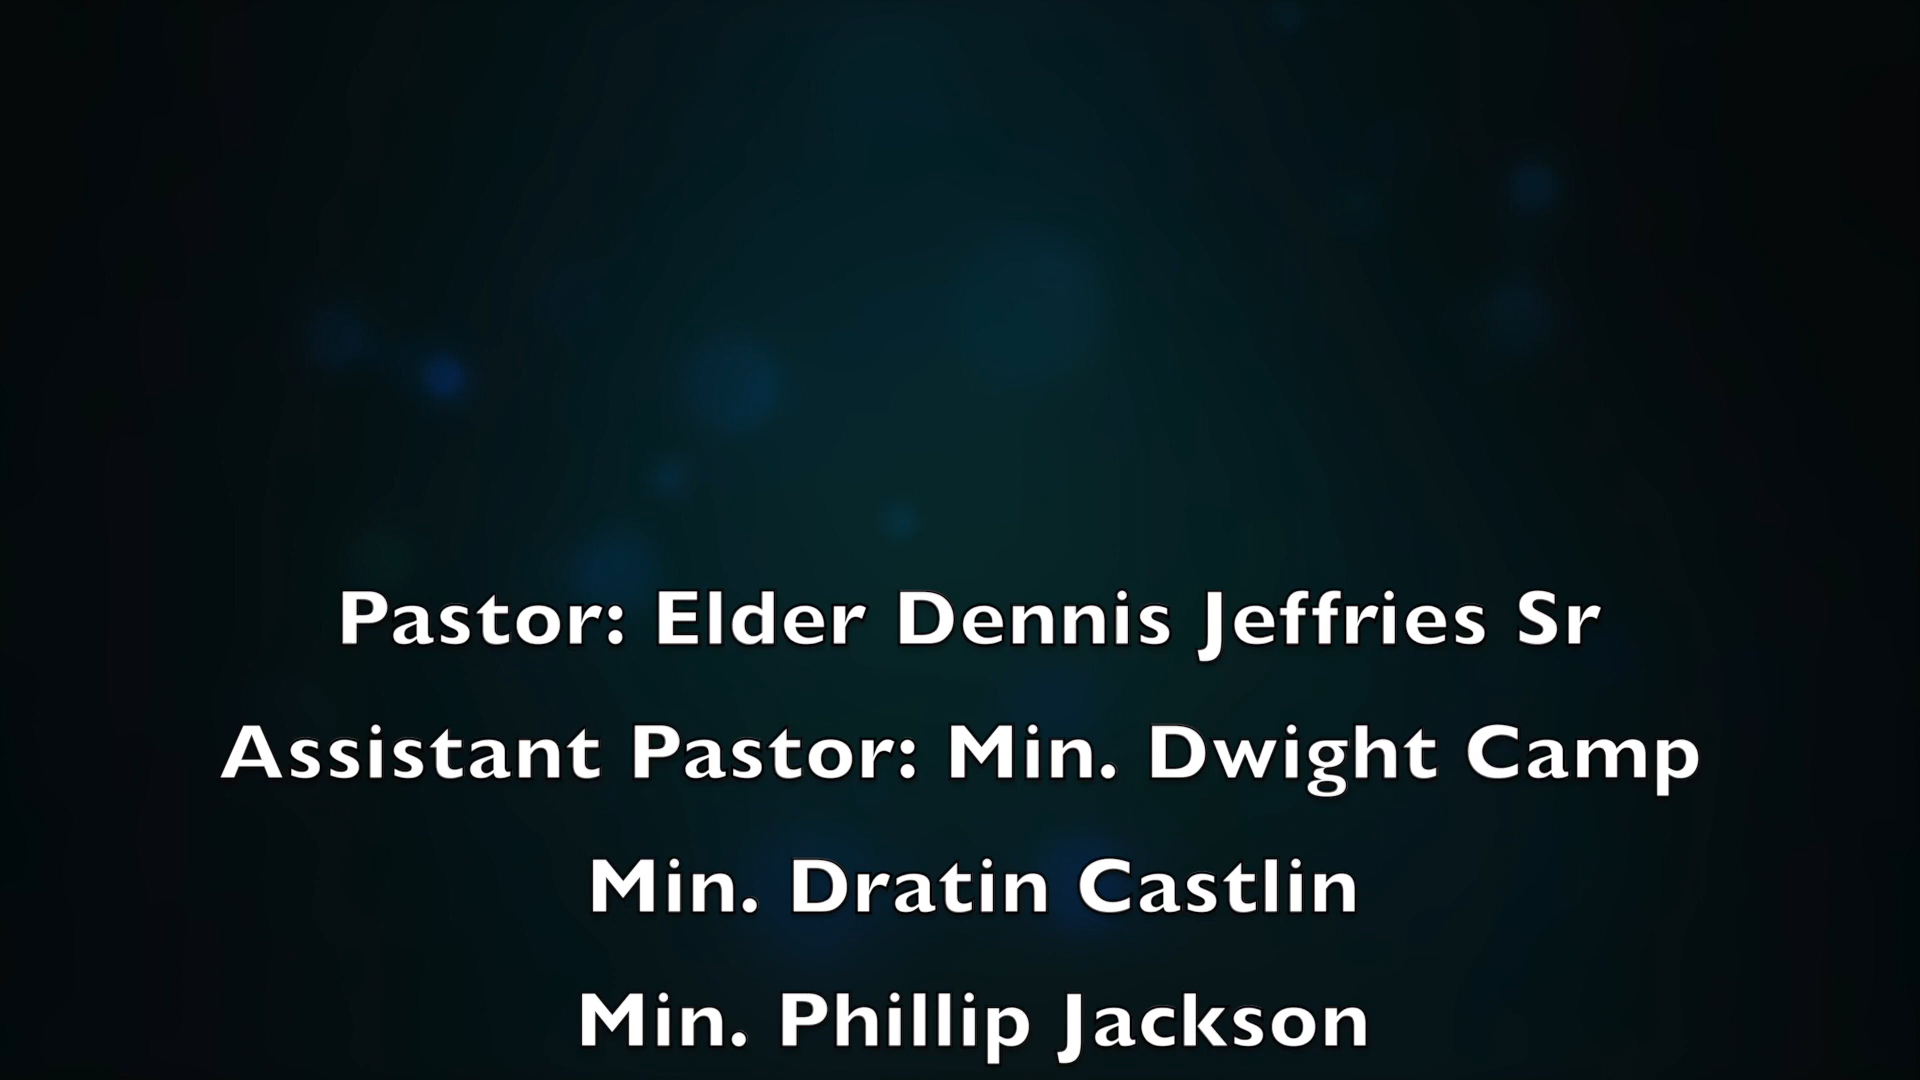 Pastor: Elder Dennis Jeffries Sr
Assistant Pastor: Min. Dwight Camp
Min. Dratin Castlin
Min. Phillip Jackson